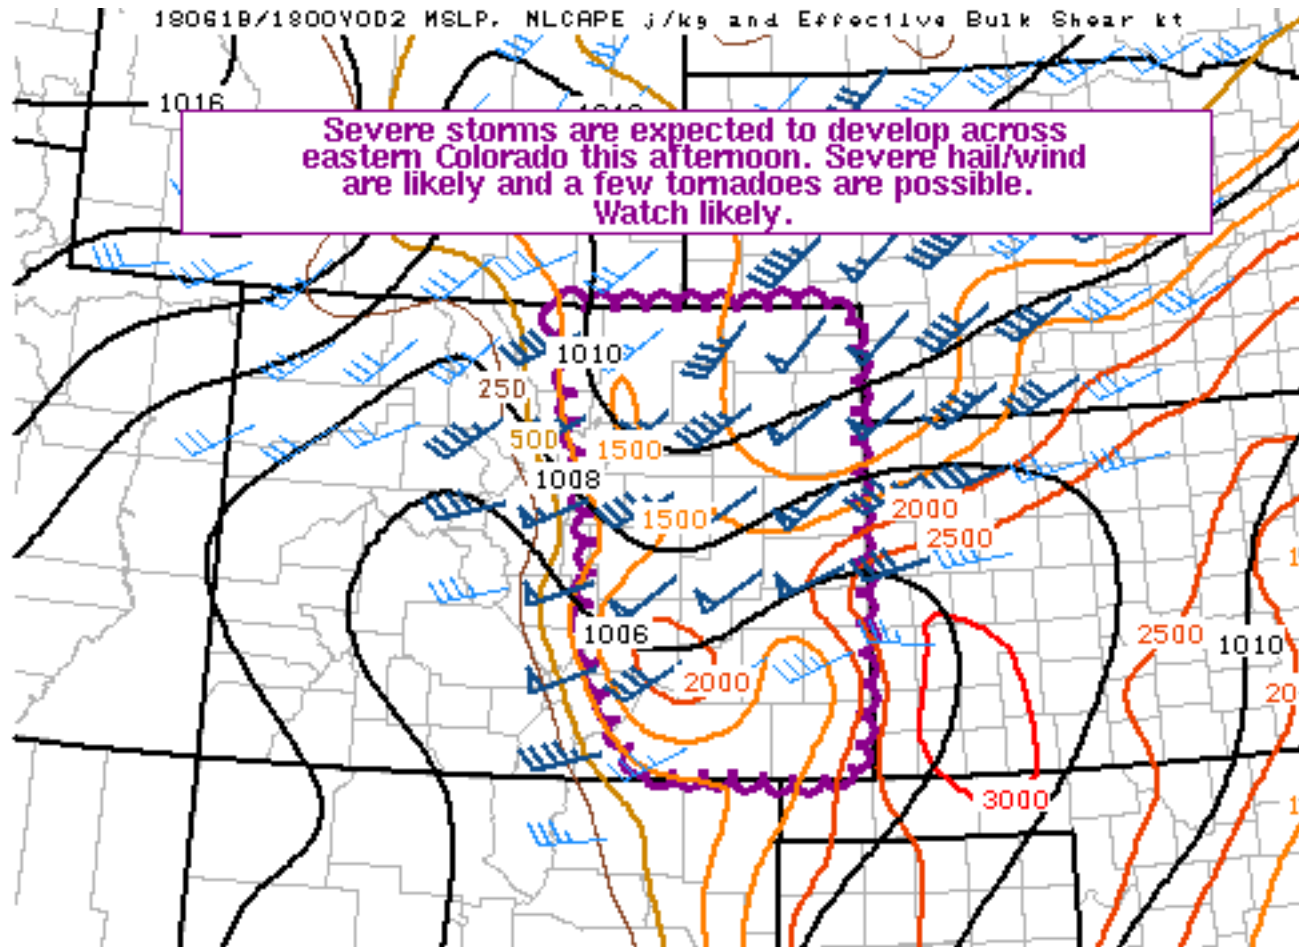 180618/1800V002 MSLP, NLCAPE j/kg and Effective Bulk Shear kt
1016
Severe storms are expected to develop across
eastern Colorado this afternoon. Severe hail/wind
are likely and a few tornadoes are possible.
Watch likely.
1010
250
500
1500
1008
1500
2000
2500
1006
2500
1010
2000
3000